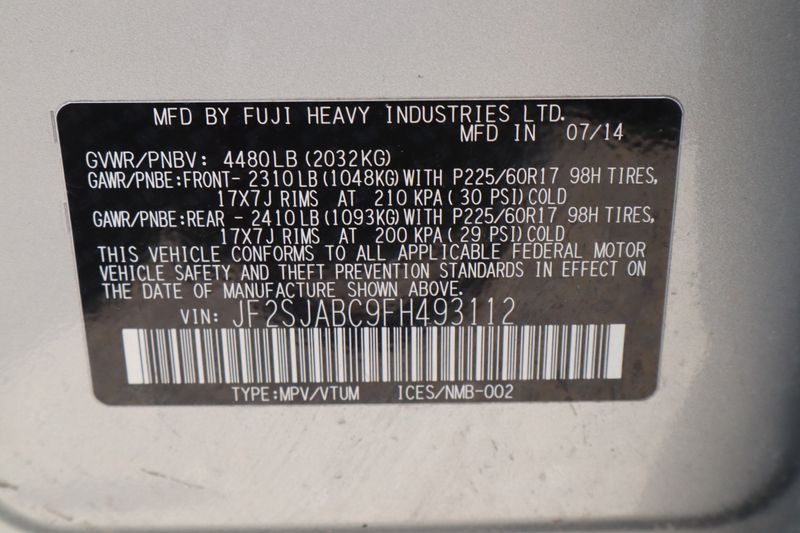 MFD BY FUJI HEAVY INDUSTRIES LTD.
MFD IN 07/14
GVWR/PNBV: 4480LB(2032KG)
GAWR/PNBE:FRONT- 2310LB(1048KG)WITH P225/60R17 98H TIRES,
17X7J RIMS AT 210 KPA( 30 PSI)COLD
GAWR/PNBE:REAR - 2410LB(1093KG)WITH P225/60R17 98H TIRES,
17X7J RIMS AT 200 KPA( 29 PSI)COLD
THIS VEHICLE CONFORMS TO ALL APPLICABLE FEDERAL MOTOR
VEHICLE SAFETY AND THEFT PREVENTION STANDARDS IN EFFECT ON
THE DATE OF MANUFACTURE SHOWN ABOVE.
VIN: JF2SJABC9FH493112
TYPE:MPV/VTUM ICES/NMB-002